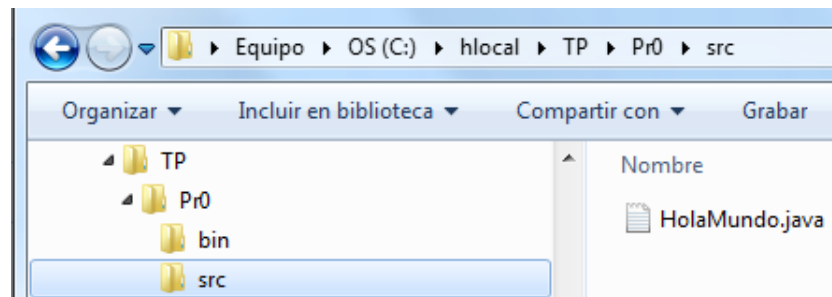 Equipo ▸ OS (C:) ▸ hlocal ▸ TP ▸ Pr0 ▸ src
Organizar Incluir en biblioteca Compartir con Grabar
TP
Nombre
Pr0
HolaMundo.java
bin
src